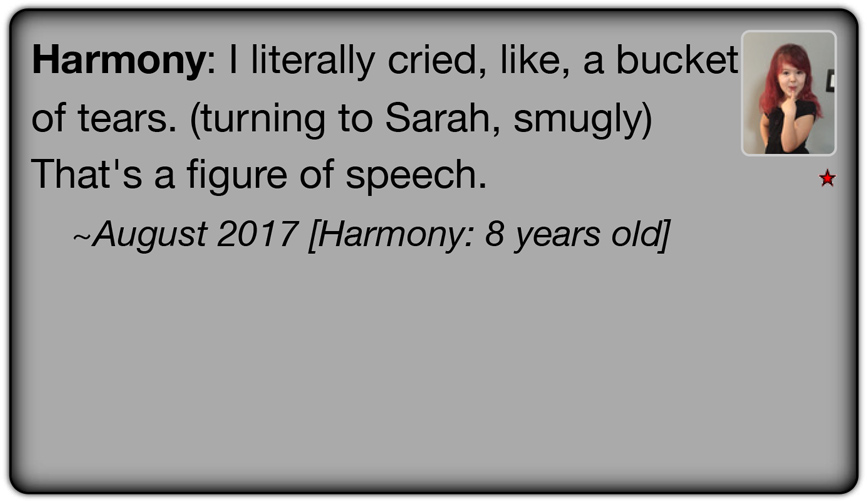 Harmony: I literally cried, like, a bucket
of tears. (turning to Sarah, smugly)
That's a figure of speech.
~August 2017 [Harmony: 8 years old]